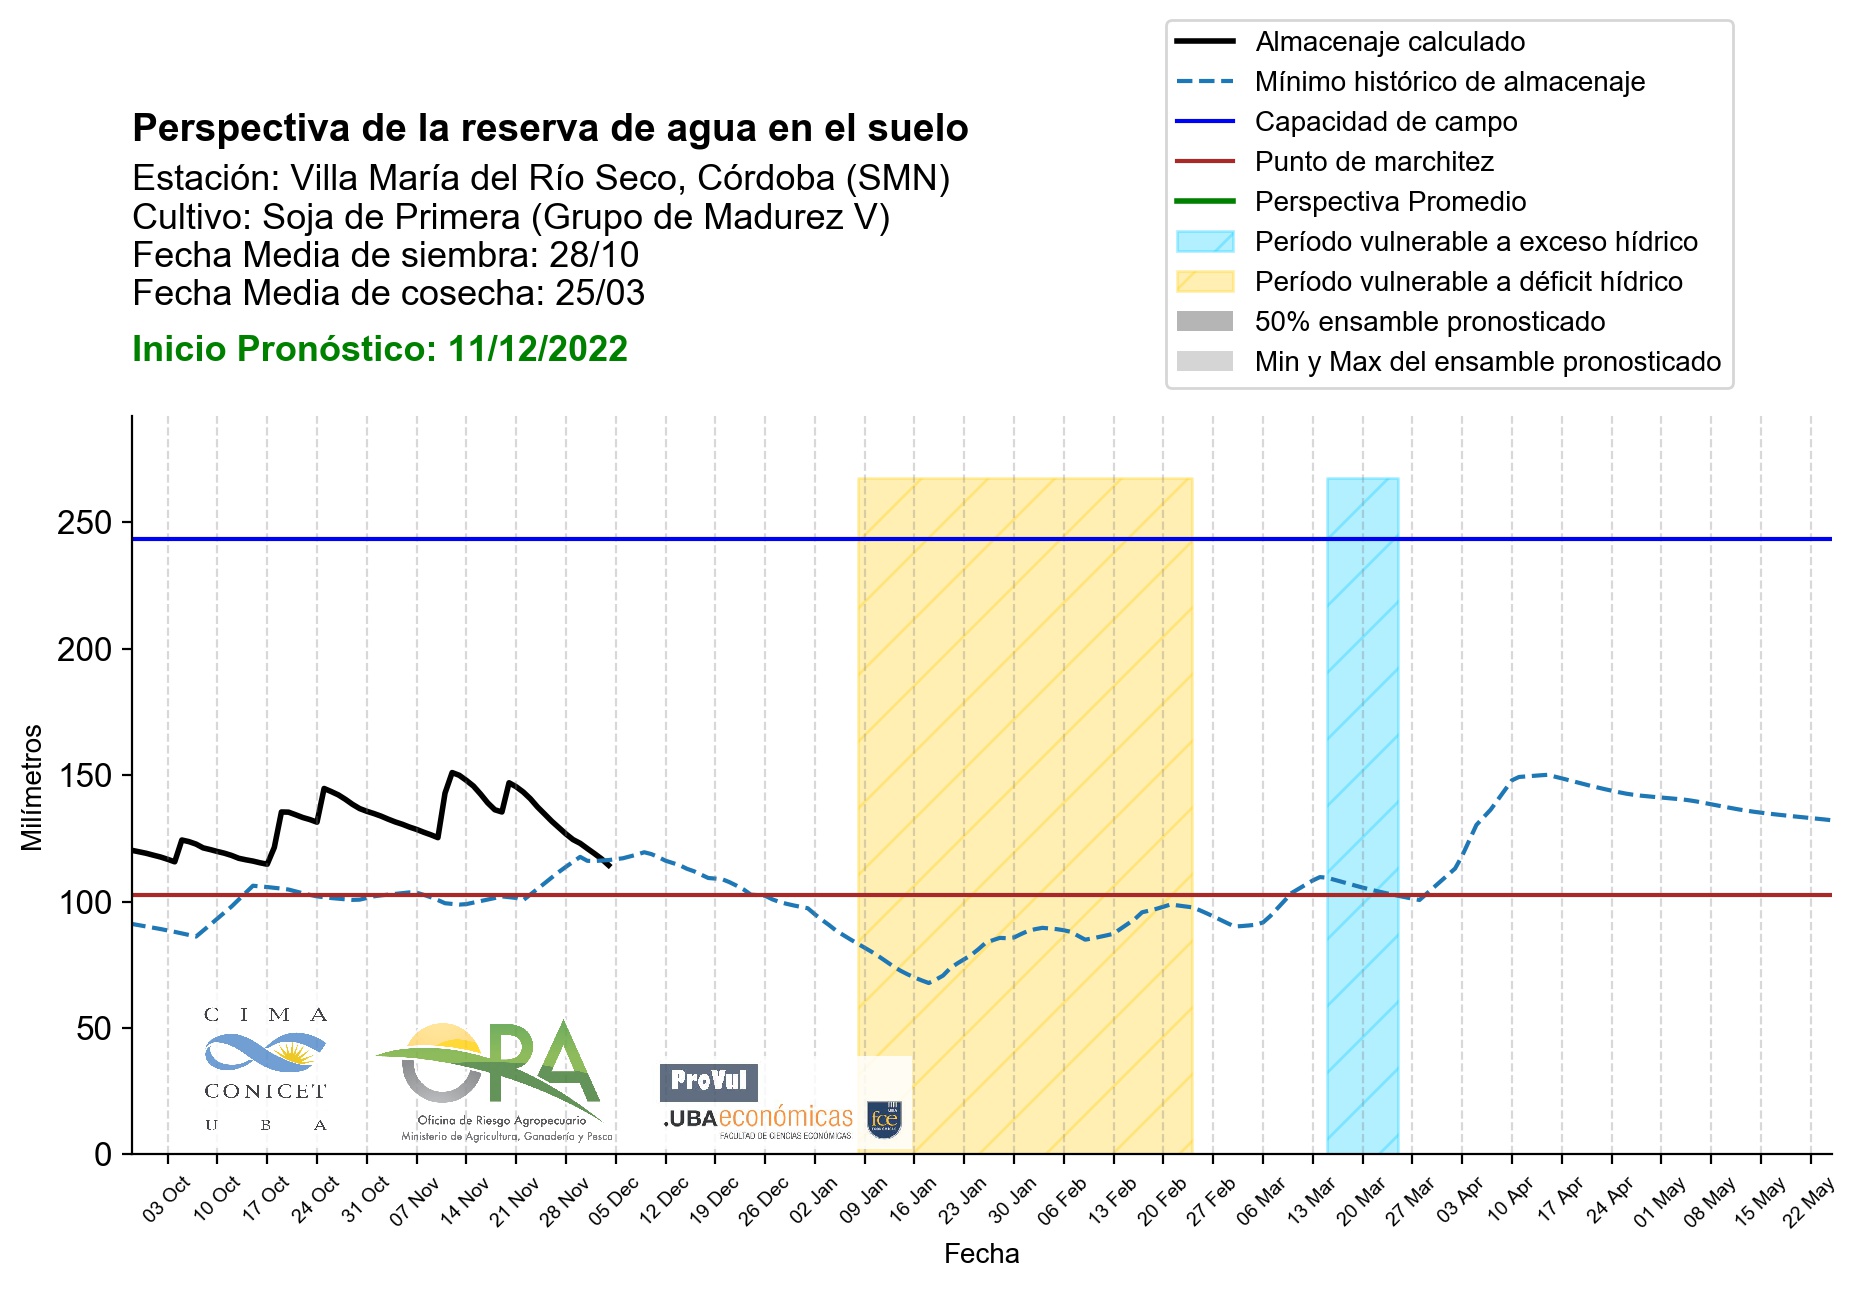 Almacenaje calculado
Mínimo histórico de almacenaje
Capacidad de campo
Punto de marchitez
Perspectiva Promedio
Período vulnerable a exceso hídrico
Período vulnerable a déficit hídrico
50% ensamble pronosticado
Min y Max del ensamble pronosticado
Perspectiva de la reserva de agua en el suelo
Estación: Villa María del Río Seco, Córdoba (SMN)
Cultivo: Soja de Primera (Grupo de Madurez V)
Fecha Media de siembra: 28/10
Fecha Media de cosecha: 25/03
Inicio Pronóstico: 11/12/2022
Milímetros
250
200
150
100
50
0
CIMA
CONICET
UBA
ORA
Oficina de Riesgo Agropecuario
Ministerio de Agricultura, Ganadería y Pesca
ProVul
.UBAeconómicas
FACULTAD DE CIENCIAS ECONÓMICAS
fce
03 Oct
10 Oct
17 Oct
24 Oct
31 Oct
07 Nov
14 Nov
21 Nov
28 Nov
05 Dec
12 Dec
19 Dec
26 Dec
02 Jan
09 Jan
16 Jan
23 Jan
30 Jan
06 Feb
13 Feb
20 Feb
27 Feb
06 Mar
13 Mar
20 Mar
27 Mar
03 Apr
10 Apr
17 Apr
24 Apr
01 May
08 May
15 May
22 May
Fecha